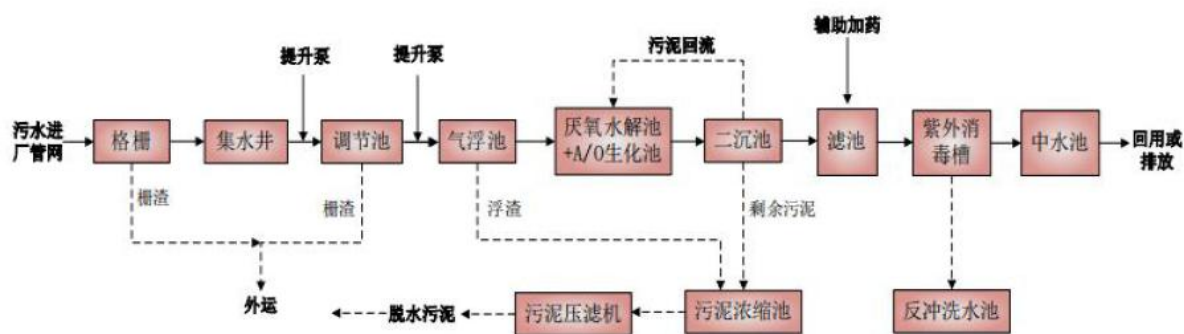 辅助加药
提升泵
提升泵
污泥回流
污水进
厂管网
格栅
集水井
调节池
气浮池
厌氧水解池
+A/O生化池
二沉池
滤池
紫外消
毒槽
中水池
回用或
排放
栅渣
栅渣
浮渣
剩余污泥
外运
脱水污泥
污泥压滤机
污泥浓缩池
反冲洗水池